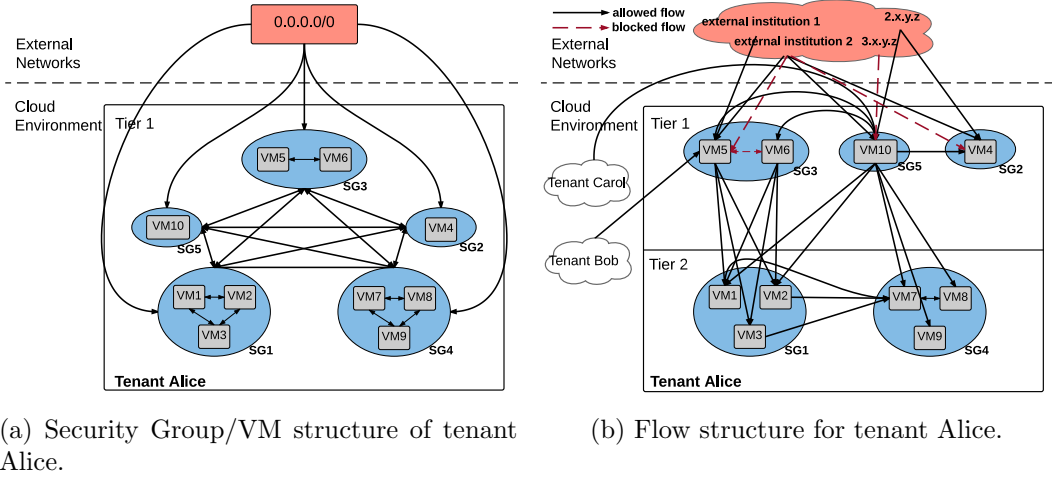 0.0.0.0/0
External
Networks
Cloud
Environment
Tier 1
VM5
VM6
SG3
VM10
SG5
VM4
SG2
VM1
VM2
VM3
SG1
VM7
VM8
VM9
SG4
Tenant Alice
(a) Security Group/VM structure of tenant
Alice.
allowed flow
blocked flow
external institution 1
2.x.y.z
external institution 2
3.x.y.z
External
Networks
Cloud
Environment
Tier 1
VM5
VM6
SG3
VM10
SG5
VM4
SG2
Tenant Carol
Tenant Bob
Tier 2
VM1
VM2
VM3
SG1
VM7
VM8
VM9
SG4
Tenant Alice
(b) Flow structure for tenant Alice.